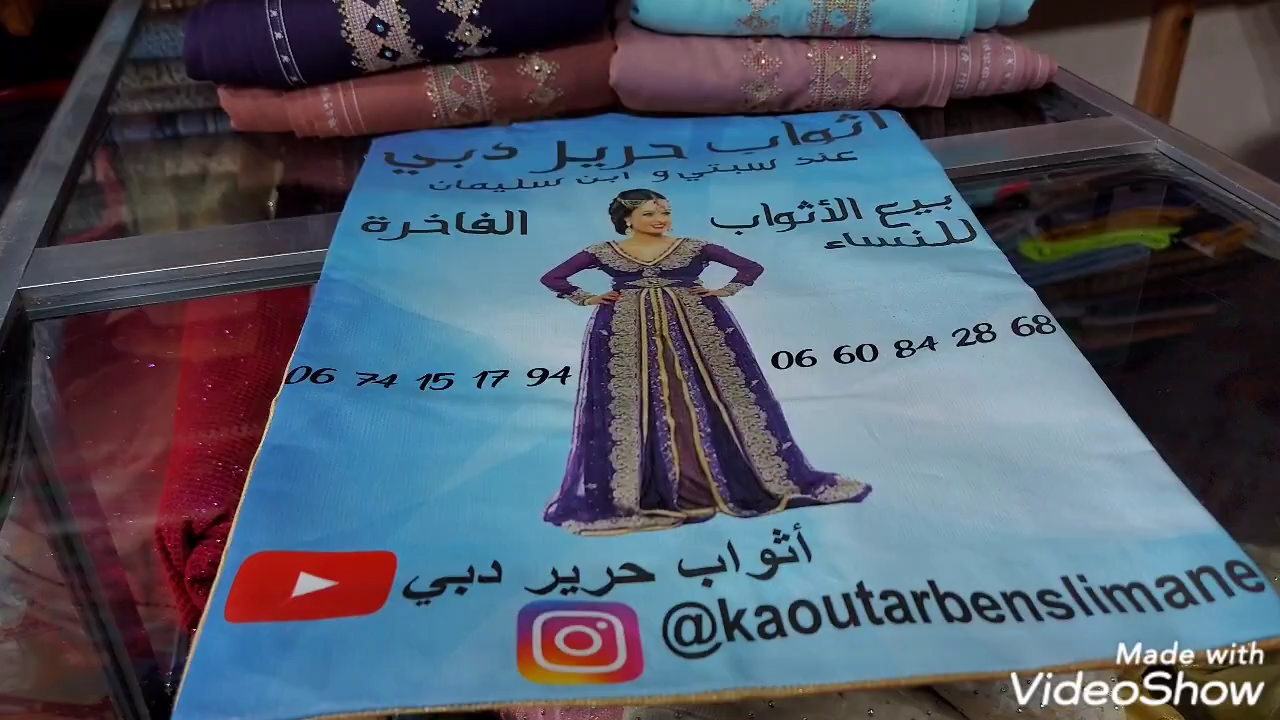 أثواب حرير دبي
عند سبتي و ابن سليمان
بيع الأثواب الفاخرة
للنساء
06 74 15 17 94
06 60 84 28 68
أثواب حرير دبي
@kaoutarbenslimane
Made with
VideoShow